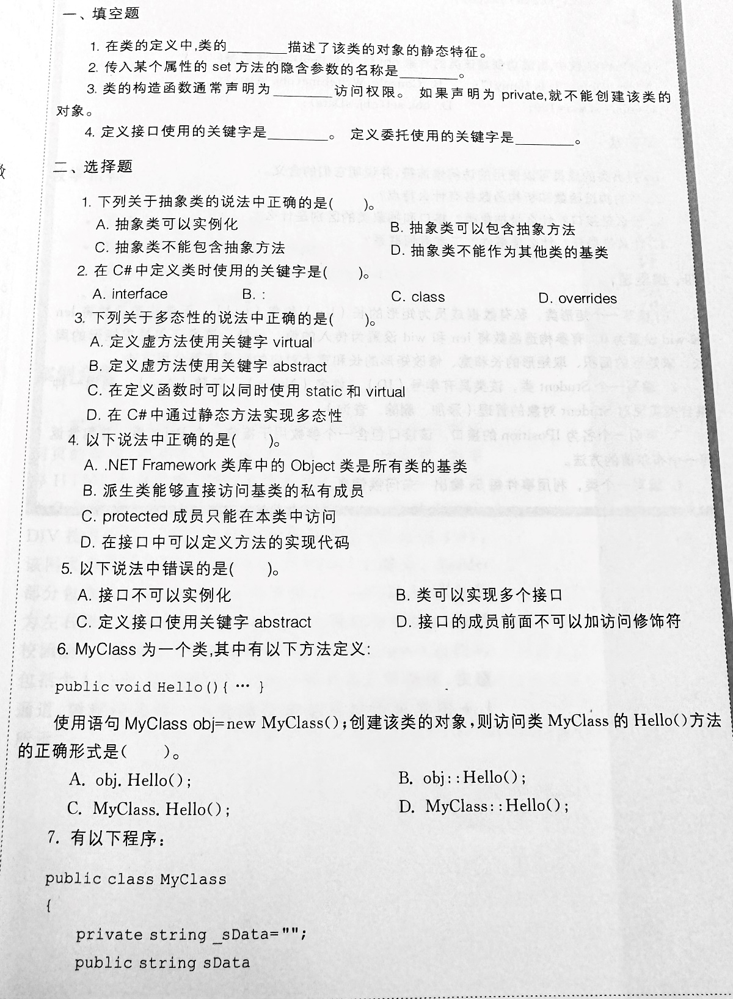 一、填空题
1. 在类的定义中,类的________描述了该类的对象的静态特征。
2. 传入某个属性的 set 方法的隐含参数的名称是________。
3. 类的构造函数通常声明为________访问权限。 如果声明为 private,就不能创建该类的
对象。
4. 定义接口使用的关键字是________。 定义委托使用的关键字是________。
二、选择题
1. 下列关于抽象类的说法中正确的是(  )。
A. 抽象类可以实例化 B. 抽象类可以包含抽象方法
C. 抽象类不能包含抽象方法 D. 抽象类不能作为其他类的基类
2. 在 C#中定义类时使用的关键字是(  )。
A. interface B. : C. class D. overrides
3. 下列关于多态性的说法中正确的是(  )。
A. 定义虚方法使用关键字 virtual
B. 定义虚方法使用关键字 abstract
C. 在定义函数时可以同时使用 static 和 virtual
D. 在 C#中通过静态方法实现多态性
4. 以下说法中正确的是(  )。
A. .NET Framework 类库中的 Object 类是所有类的基类
B. 派生类能够直接访问基类的私有成员
C. protected 成员只能在本类中访问
D. 在接口中可以定义方法的实现代码
5. 以下说法中错误的是(  )。
A. 接口不可以实例化 B. 类可以实现多个接口
C. 定义接口使用关键字 abstract D. 接口的成员前面不可以加访问修饰符
6. MyClass 为一个类,其中有以下方法定义:
public void Hello(){ … }
使用语句 MyClass obj=new MyClass();创建该类的对象,则访问类 MyClass 的 Hello()方法
的正确形式是(  )。
A. obj. Hello(); B. obj::Hello();
C. MyClass. Hello(); D. MyClass::Hello();
7. 有以下程序:
public class MyClass
{
private string _sData="";
public string sData